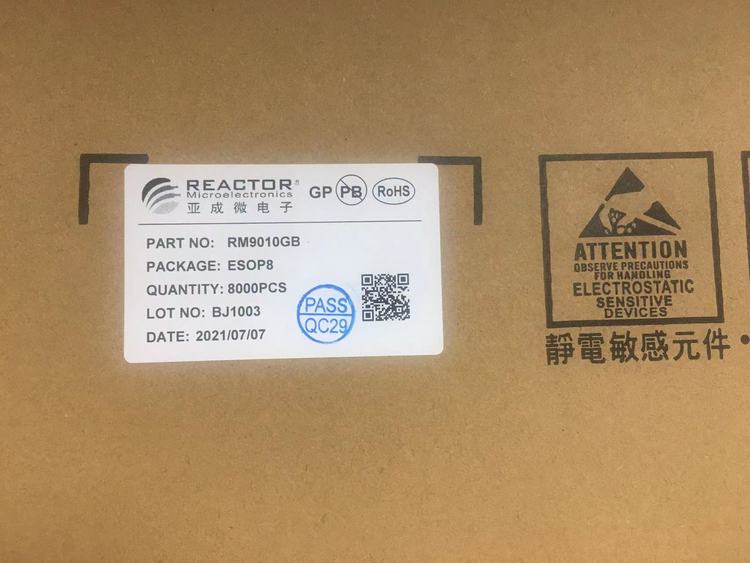 REACTOR®
Microelectronics
亚成微电子
GP PB RoHS
PART NO: RM9010GB
PACKAGE: ESOP8
QUANTITY: 8000PCS
LOT NO: BJ1003
DATE: 2021/07/07
PASS
QC29
ATTENTION
OBSERVE PRECAUTIONS
FOR HANDLING
ELECTROSTATIC
SENSITIVE
DEVICES
靜電敏感元件·